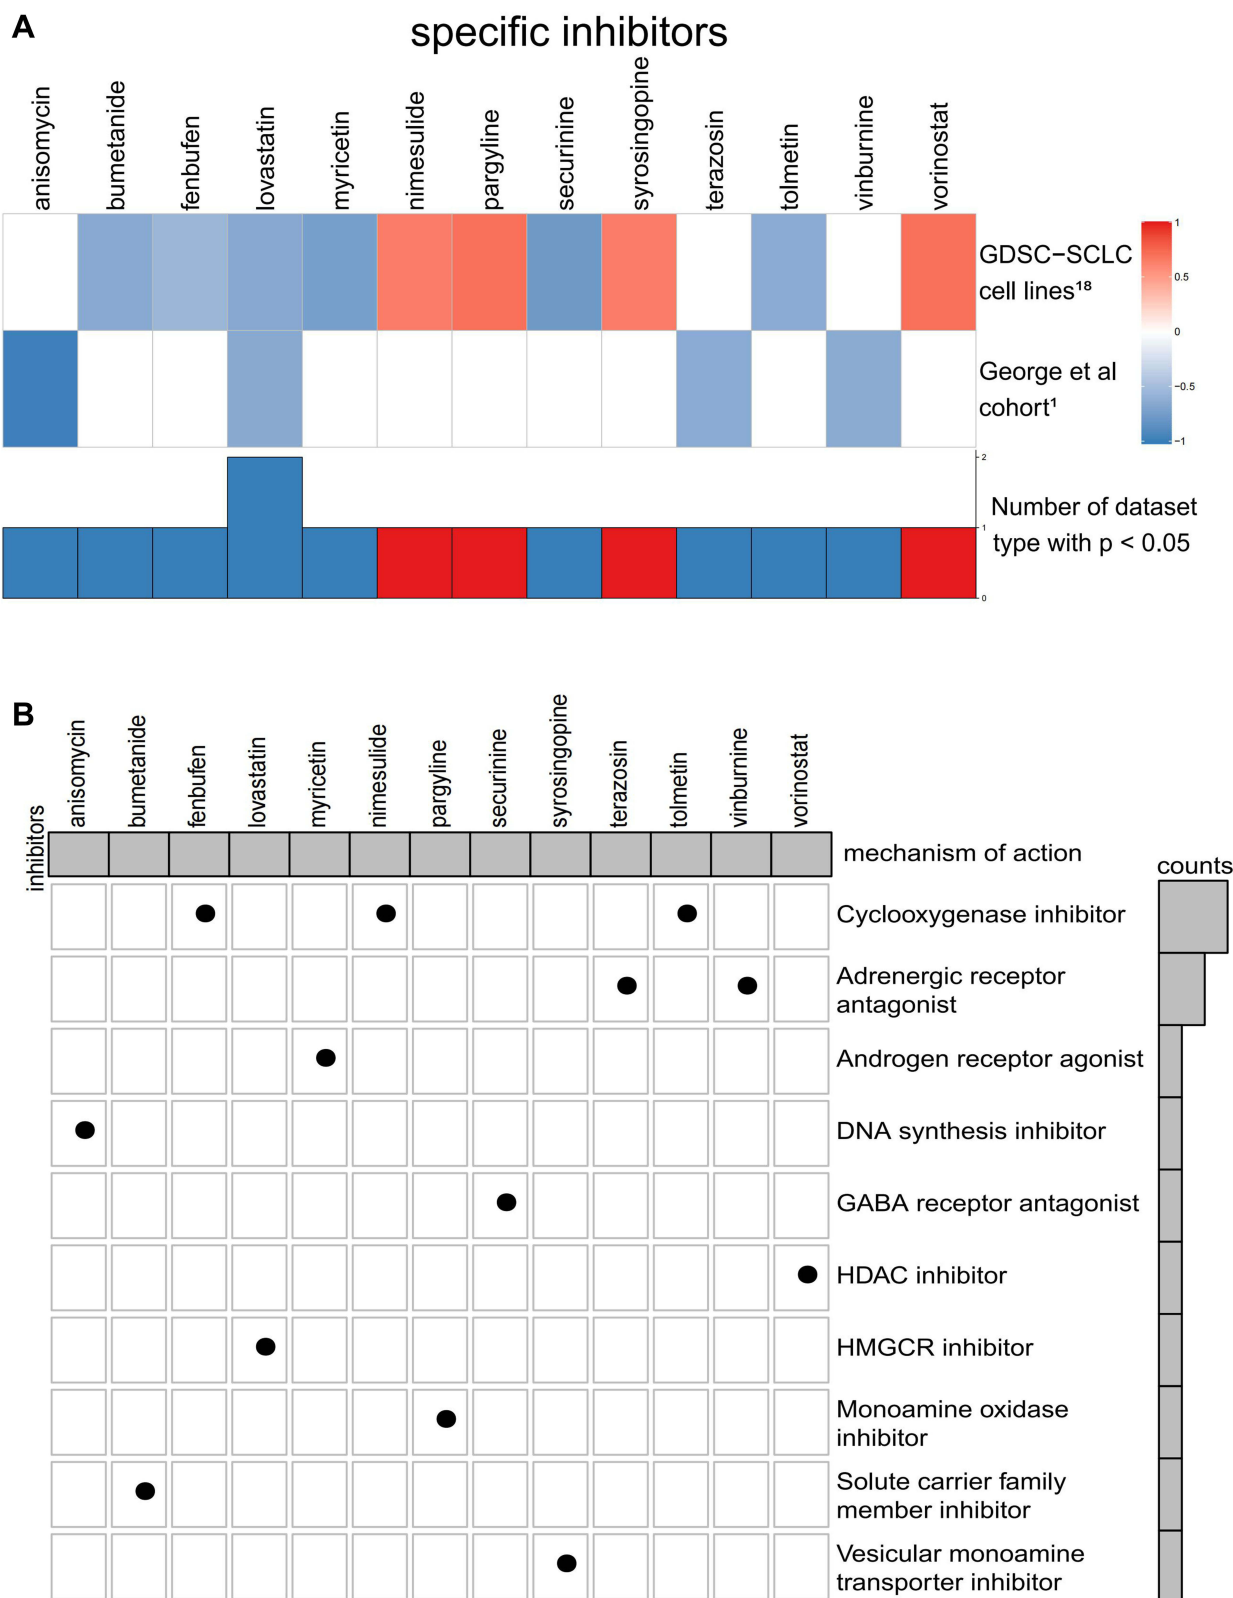 A
specific inhibitors
anisomycin
bumetanide
fenbufen
lovastatin
myricetin
nimesulide
pargyline
securinine
syrosingopine
terazosin
tolmetin
vinburnine
vorinostat
GDSC−SCLC
cell lines¹⁸
George et al
cohort¹
1
0.5
0
−0.5
−1
2
1
0
Number of dataset
type with p < 0.05
B
inhibitors
anisomycin
bumetanide
fenbufen
lovastatin
myricetin
nimesulide
pargyline
securinine
syrosingopine
terazosin
tolmetin
vinburnine
vorinostat
mechanism of action
counts
Cyclooxygenase inhibitor
Adrenergic receptor
antagonist
Androgen receptor agonist
DNA synthesis inhibitor
GABA receptor antagonist
HDAC inhibitor
HMGCR inhibitor
Monoamine oxidase
inhibitor
Solute carrier family
member inhibitor
Vesicular monoamine
transporter inhibitor